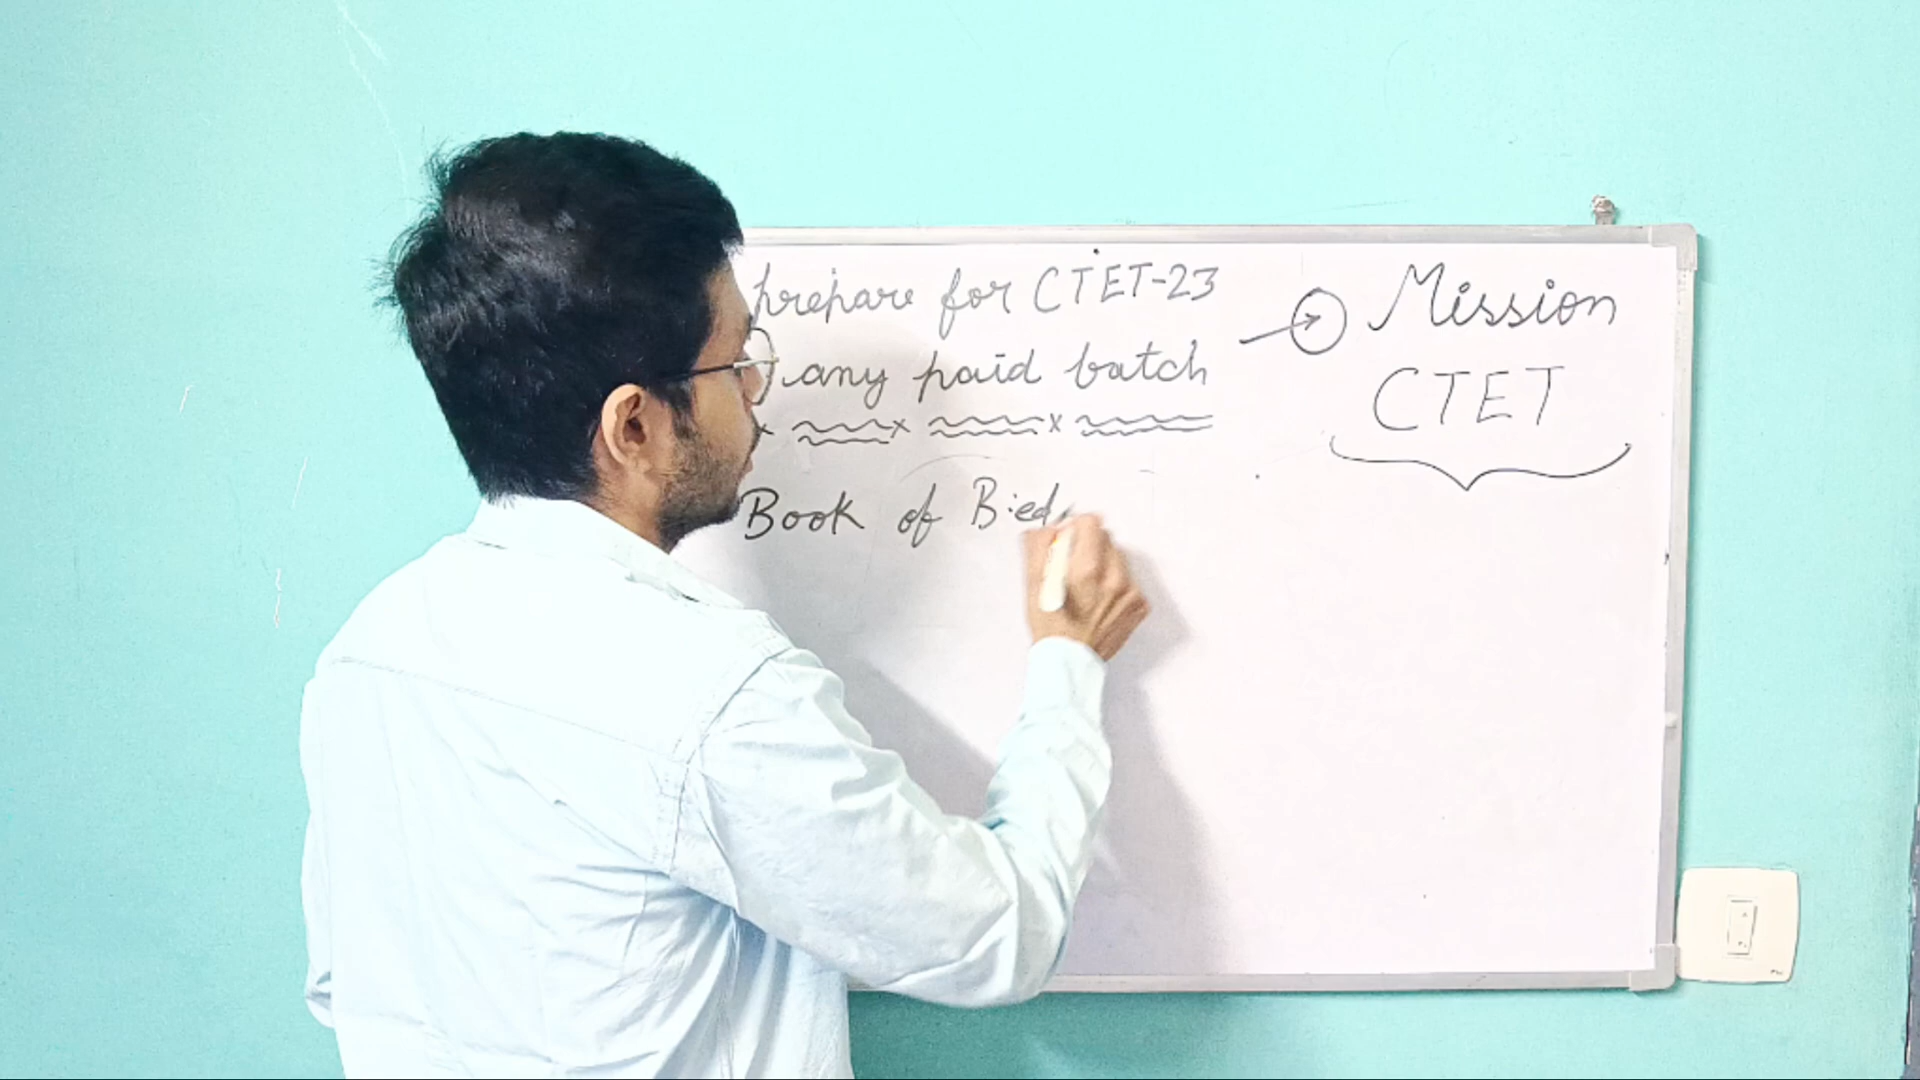 prepare for CTET-23
any paid batch
Book of B.ed
Mission
CTET